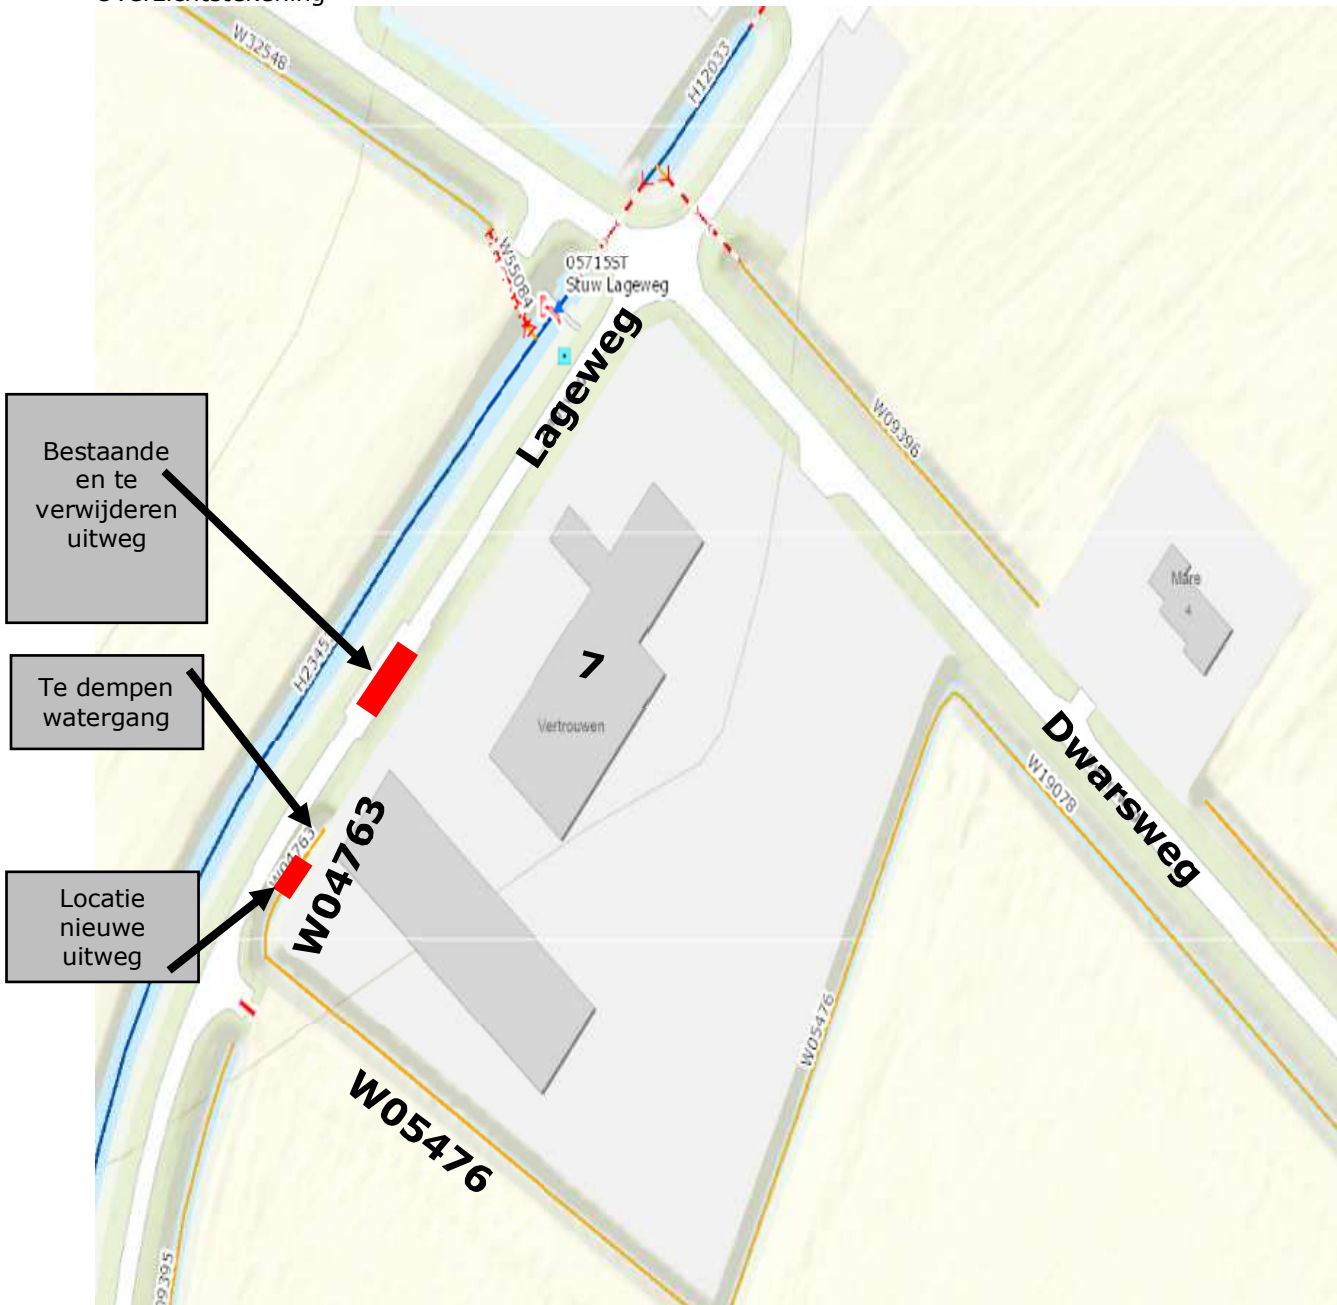 Overzichtstekening
W32548
H12033
W55084
05715ST
Stuw Lageweg
Lageweg
W09396
Bestaande
en te
verwijderen
uitweg
Mare
4
H2345
7
Te dempen
watergang
Vertrouwen
Dwarsweg
W19078
W04763
W04763
Locatie
nieuwe
uitweg
W05476
W05476
09395